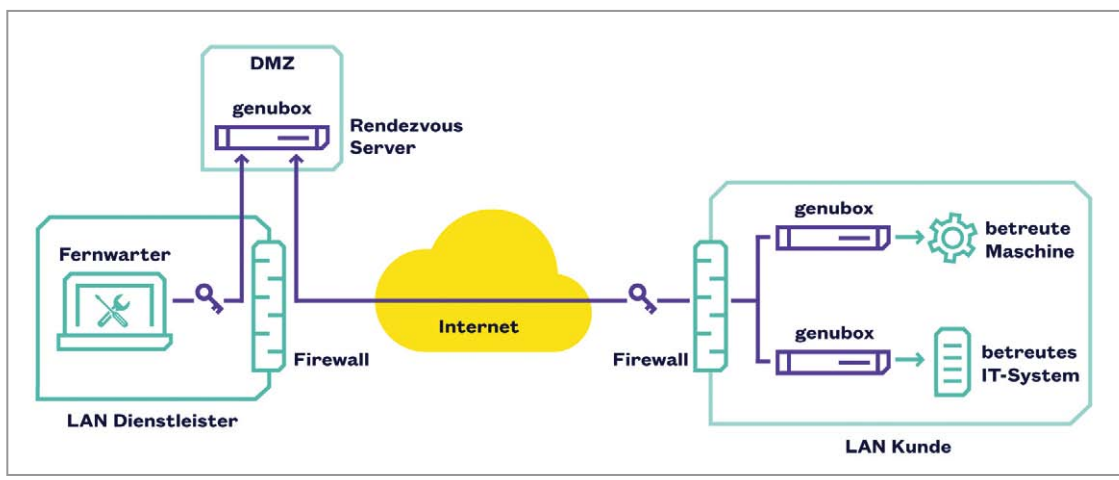 DMZ
genubox
Rendezvous
Server
Fernwarter
Firewall
LAN Dienstleister
Internet
Firewall
genubox
betreute
Maschine
genubox
betreutes
IT-System
LAN Kunde